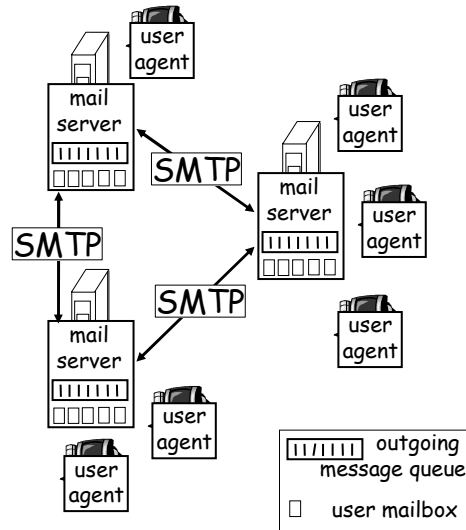 user
agent
mail
server
SMTP
user
agent
mail
server
user
agent
SMTP
SMTP
mail
server
user
agent
user
agent
user
agent
outgoing
message queue
user mailbox